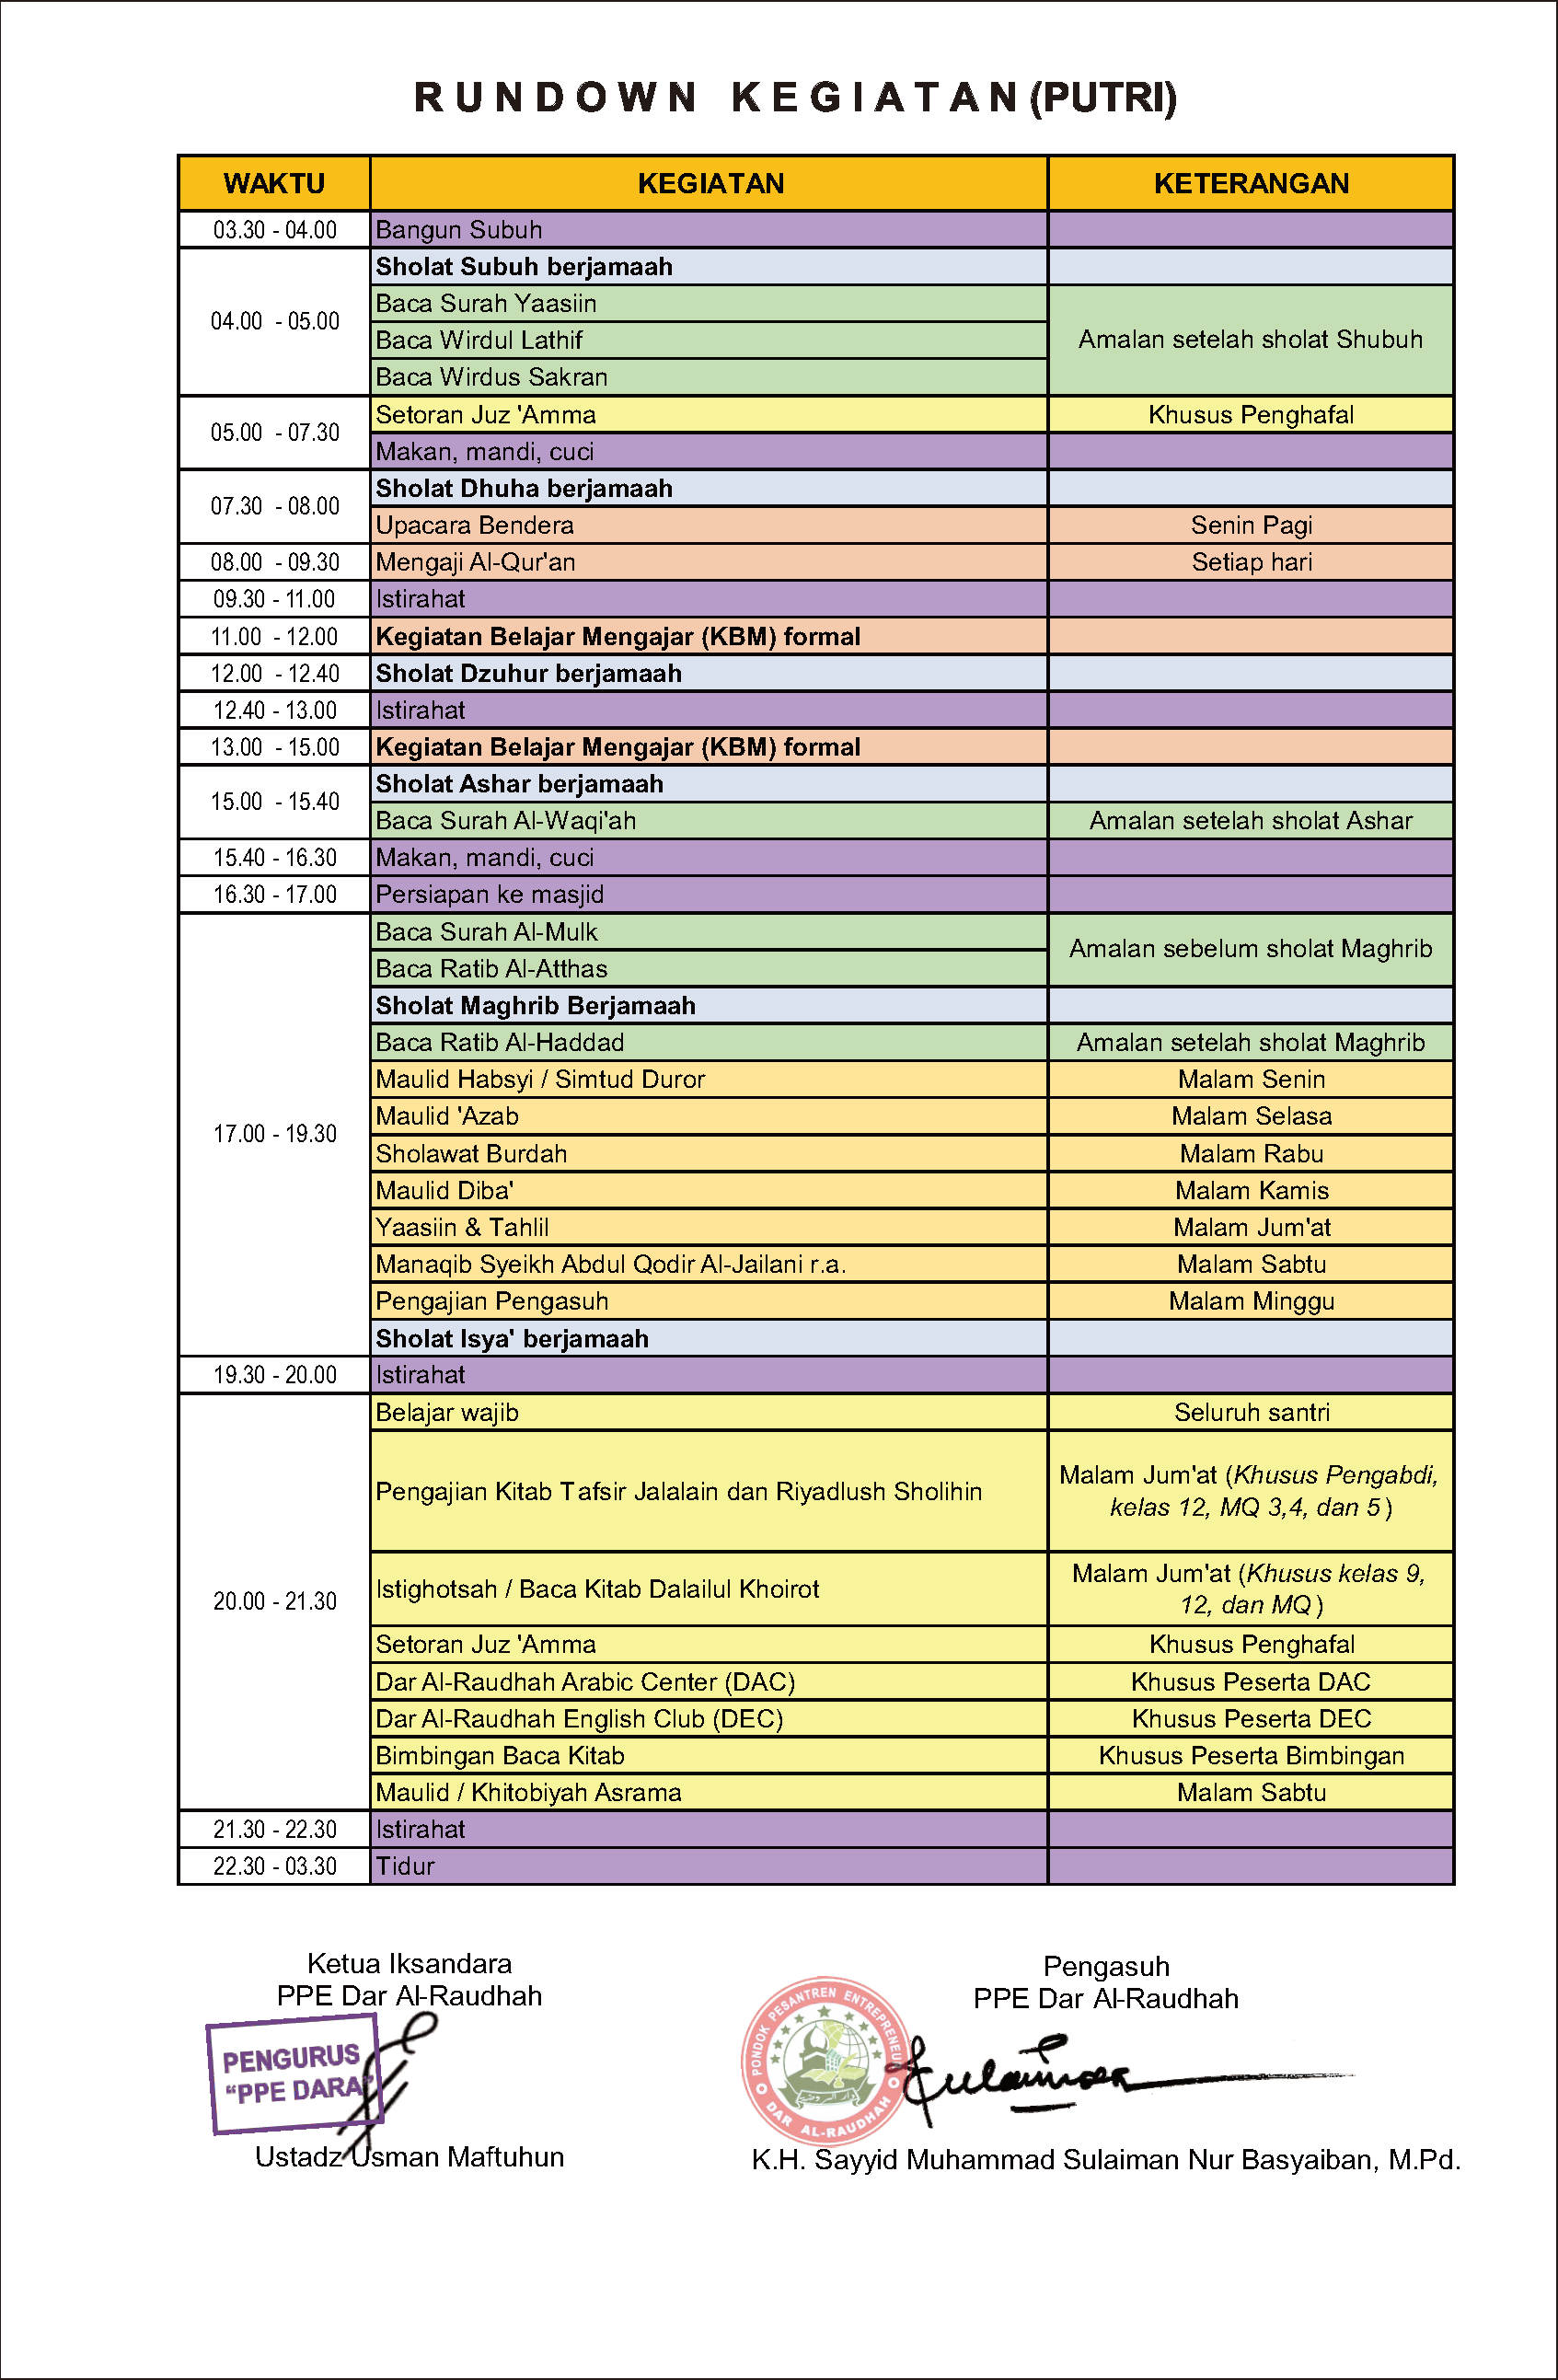 RUNDOWN KEGIATAN (PUTRI)
WAKTU KEGIATAN KETERANGAN
03.30 - 04.00 Bangun Subuh
04.00 - 05.00
Sholat Subuh berjamaah
Baca Surah Yaasiin
Baca Wirdul Lathif
Baca Wirdus Sakran
Amalan setelah sholat Shubuh
05.00 - 07.30
Setoran Juz 'Amma Khusus Penghafal
Makan, mandi, cuci
07.30 - 08.00
Sholat Dhuha berjamaah
Upacara Bendera Senin Pagi
08.00 - 09.30 Mengaji Al-Qur'an Setiap hari
09.30 - 11.00 Istirahat
11.00 - 12.00 Kegiatan Belajar Mengajar (KBM) formal
12.00 - 12.40 Sholat Dzuhur berjamaah
12.40 - 13.00 Istirahat
13.00 - 15.00 Kegiatan Belajar Mengajar (KBM) formal
15.00 - 15.40
Sholat Ashar berjamaah
Baca Surah Al-Waqi'ah Amalan setelah sholat Ashar
15.40 - 16.30 Makan, mandi, cuci
16.30 - 17.00 Persiapan ke masjid
17.00 - 19.30
Baca Surah Al-Mulk
Baca Ratib Al-Atthas
Amalan sebelum sholat Maghrib
Sholat Maghrib Berjamaah
Baca Ratib Al-Haddad Amalan setelah sholat Maghrib
Maulid Habsyi / Simtud Duror Malam Senin
Maulid 'Azab Malam Selasa
Sholawat Burdah Malam Rabu
Maulid Diba' Malam Kamis
Yaasiin & Tahlil Malam Jum'at
Manaqib Syeikh Abdul Qodir Al-Jailani r.a. Malam Sabtu
Pengajian Pengasuh Malam Minggu
Sholat Isya' berjamaah
19.30 - 20.00 Istirahat
20.00 - 21.30
Belajar wajib Seluruh santri
Pengajian Kitab Tafsir Jalalain dan Riyadlush Sholihin
Malam Jum'at (Khusus Pengabdi,
kelas 12, MQ 3,4, dan 5 )
Istighotsah / Baca Kitab Dalailul Khoirot
Malam Jum'at (Khusus kelas 9,
12, dan MQ )
Setoran Juz 'Amma Khusus Penghafal
Dar Al-Raudhah Arabic Center (DAC) Khusus Peserta DAC
Dar Al-Raudhah English Club (DEC) Khusus Peserta DEC
Bimbingan Baca Kitab Khusus Peserta Bimbingan
Maulid / Khitobiyah Asrama Malam Sabtu
21.30 - 22.30 Istirahat
22.30 - 03.30 Tidur
Ketua Iksandara
PPE Dar Al-Raudhah
PENGURUS
"PPE DARA"
Ustadz Usman Maftuhun
Pengasuh
PPE Dar Al-Raudhah
PONDOK PESANTREN ENTREPRENEUR
DAR AL-RAUDHAH
K.H. Sayyid Muhammad Sulaiman Nur Basyaiban, M.Pd.